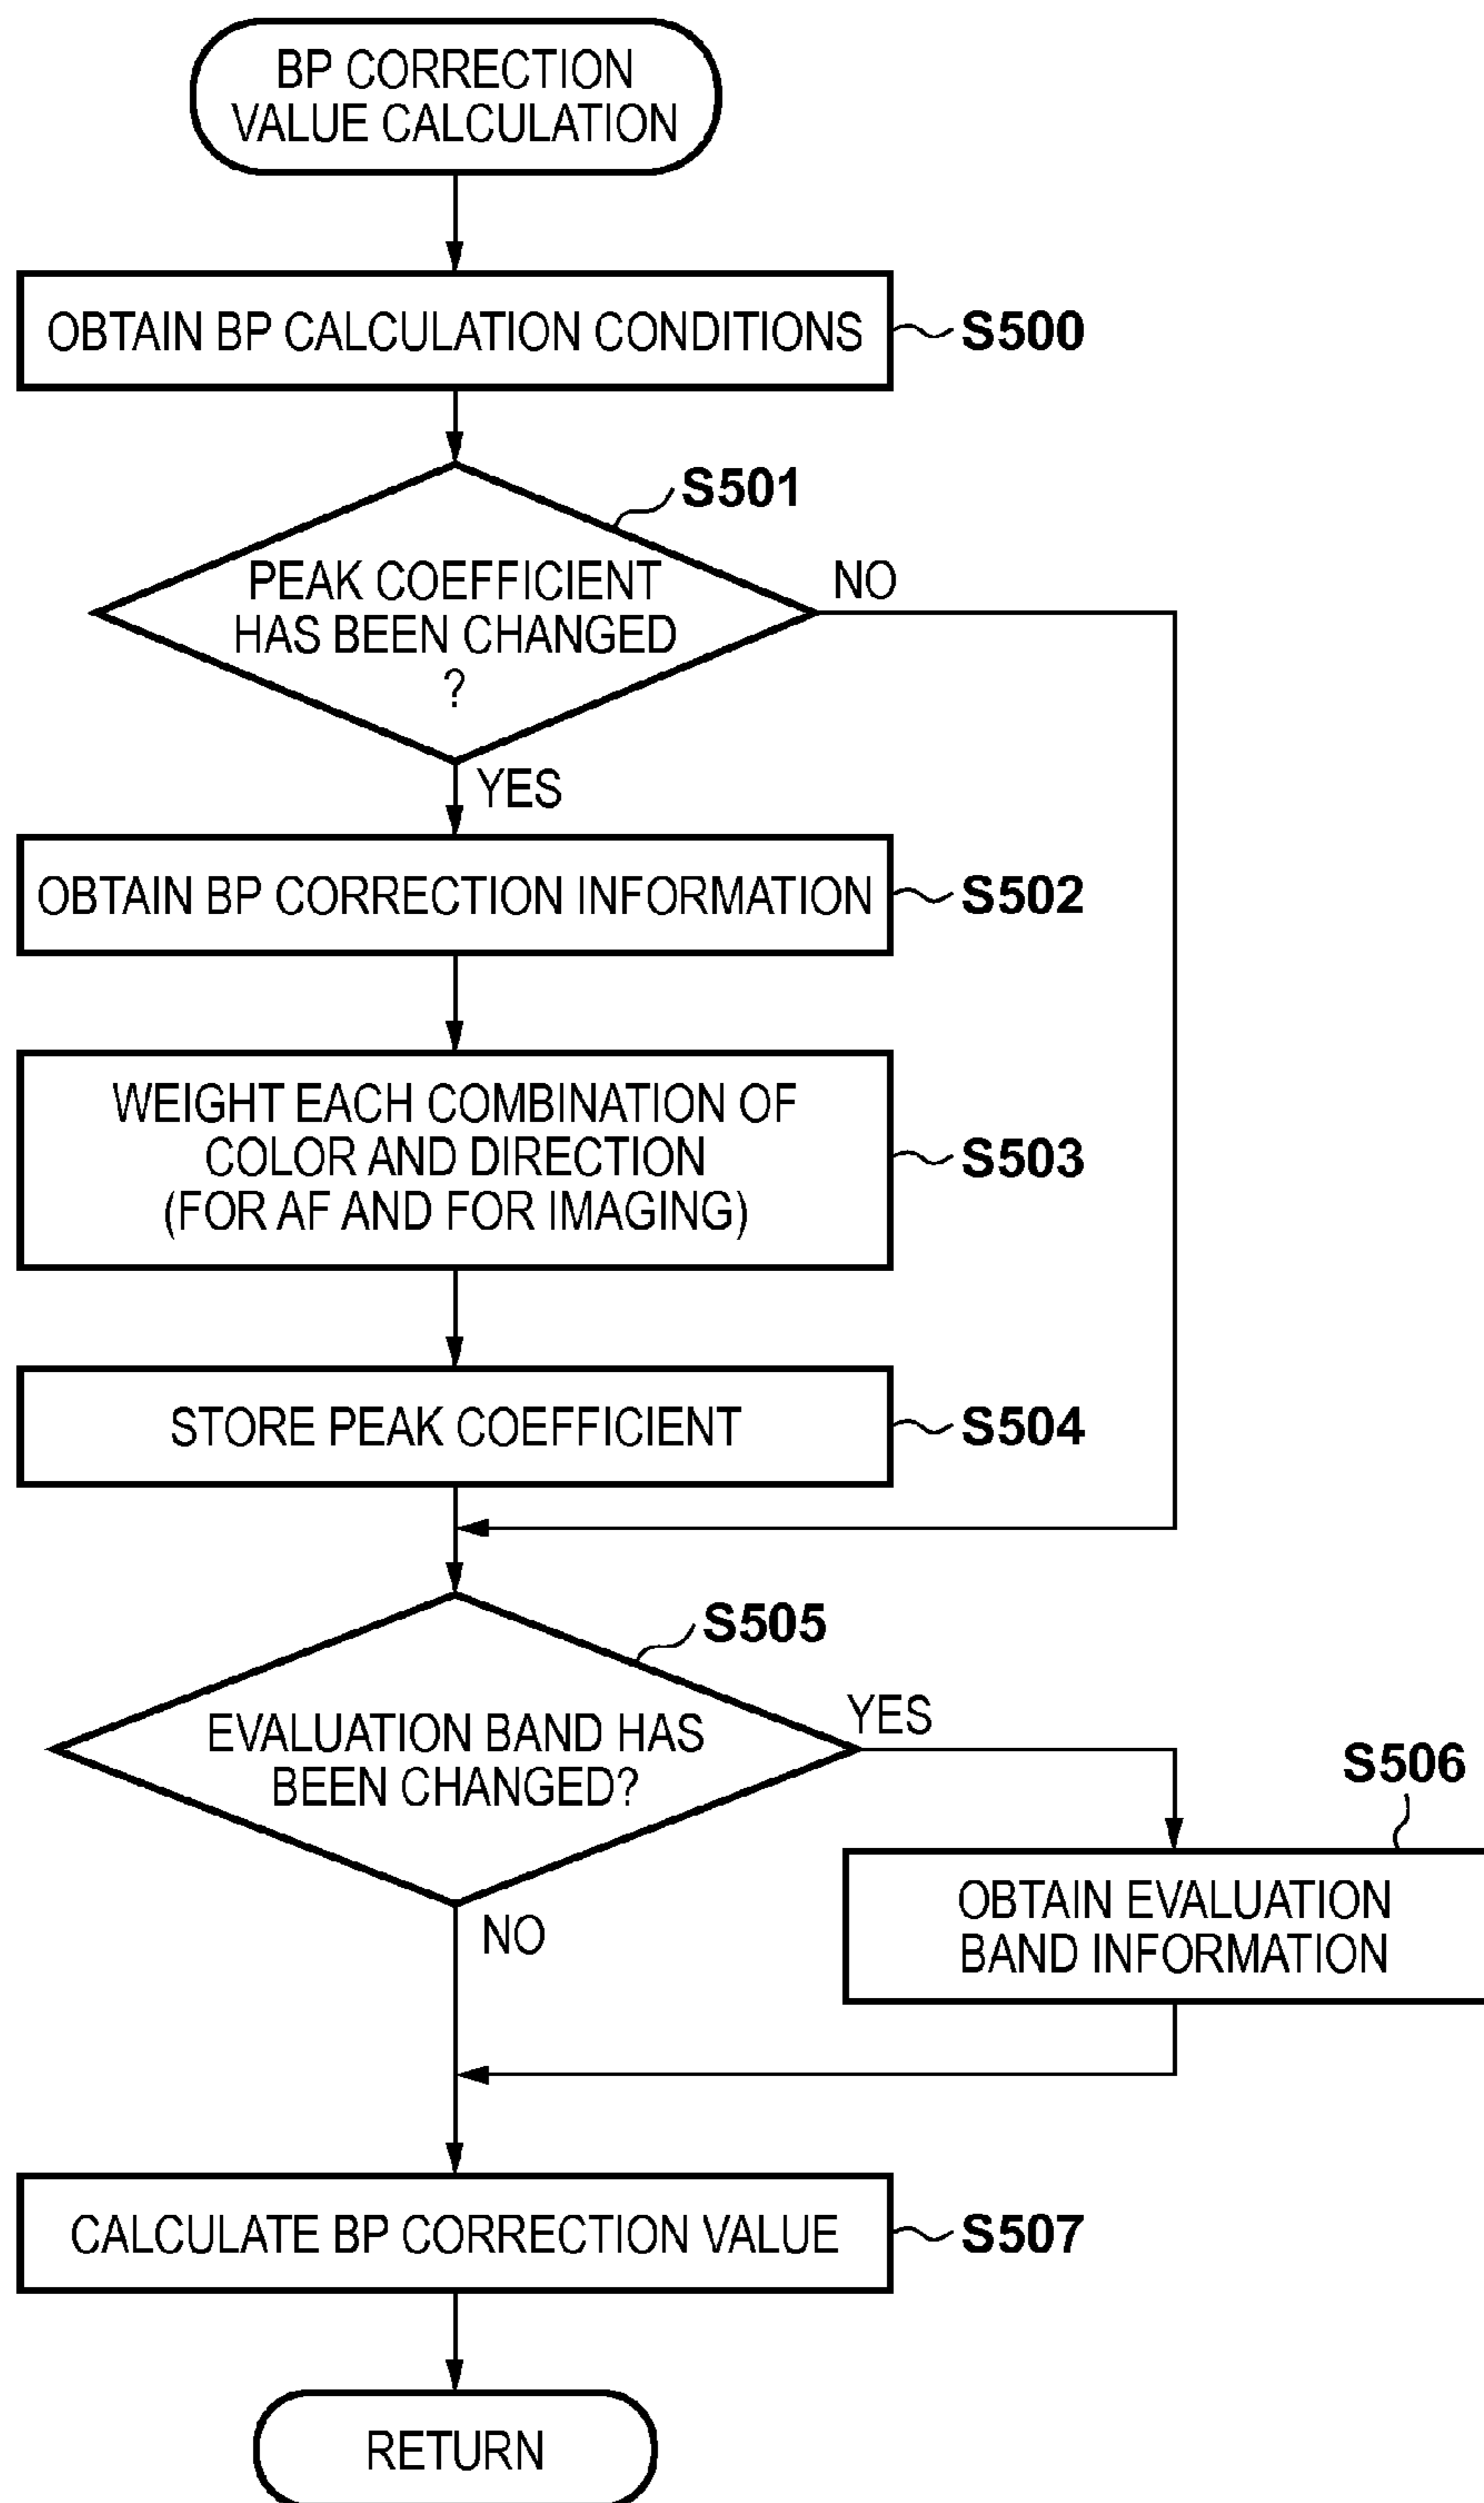 BP CORRECTION
VALUE CALCULATION
OBTAIN BP CALCULATION CONDITIONS
S500
S501
PEAK COEFFICIENT
HAS BEEN CHANGED
?
NO
YES
OBTAIN BP CORRECTION INFORMATION
S502
WEIGHT EACH COMBINATION OF
COLOR AND DIRECTION
(FOR AF AND FOR IMAGING)
S503
STORE PEAK COEFFICIENT
S504
S505
EVALUATION BAND HAS
BEEN CHANGED?
YES
NO
S506
OBTAIN EVALUATION
BAND INFORMATION
CALCULATE BP CORRECTION VALUE
S507
RETURN